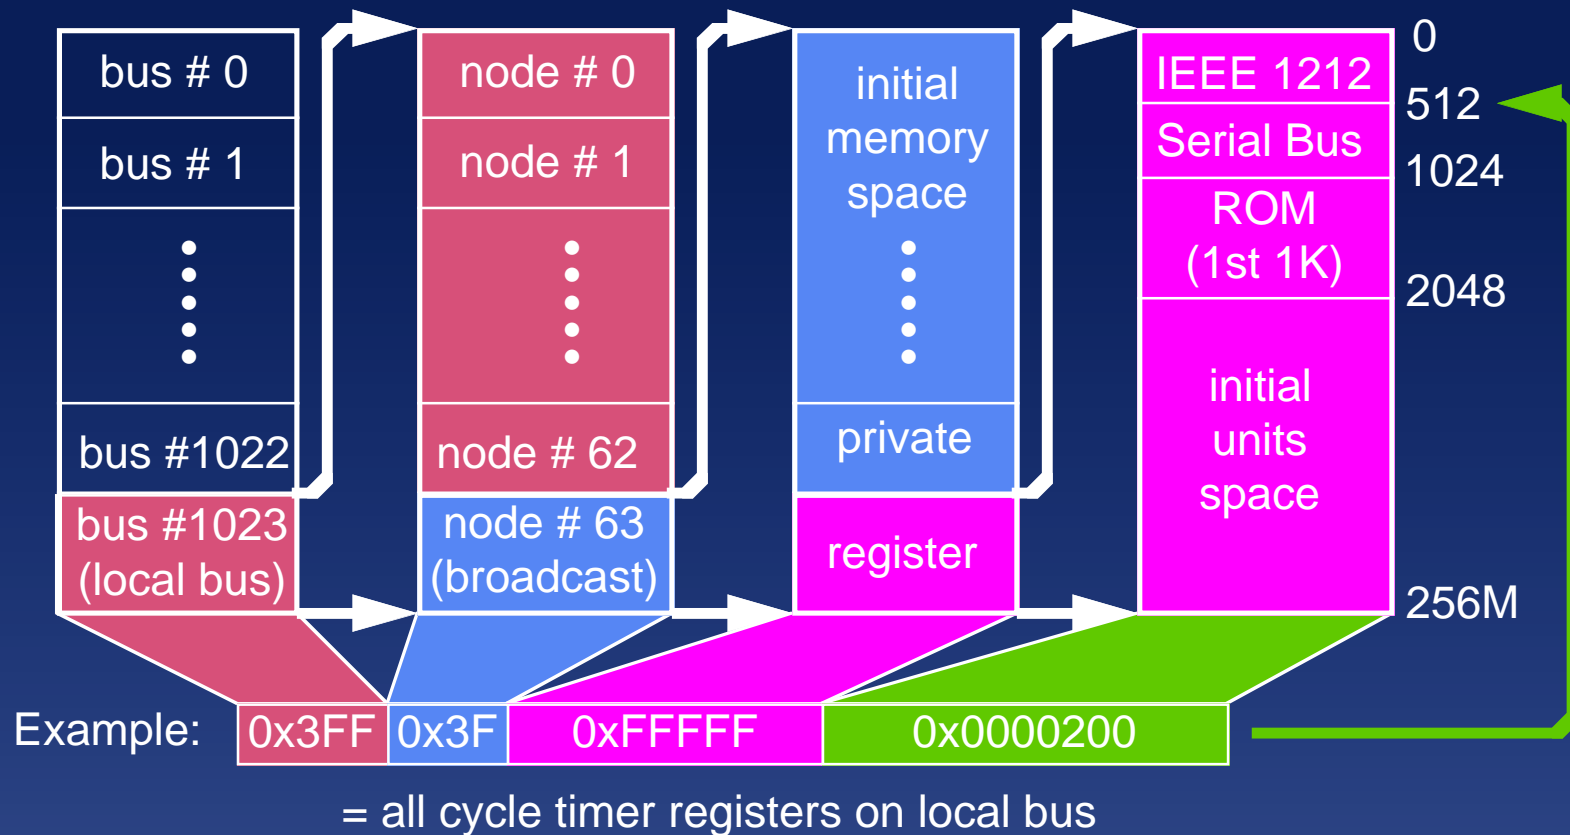 bus # 0
bus # 1
bus #1022
bus #1023
(local bus)
node # 0
node # 1
node # 62
node # 63
(broadcast)
initial
memory
space
private
register
IEEE 1212
Serial Bus
ROM
(1st 1K)
initial
units
space
0
512
1024
2048
256M
Example: 0x3FF 0x3F 0xFFFFF 0x0000200
= all cycle timer registers on local bus